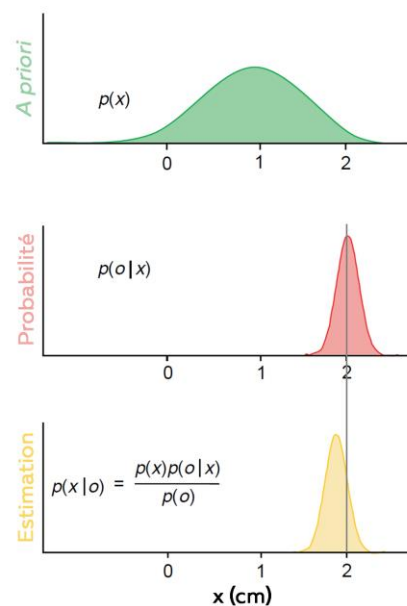 A priori
p(x)
0 1 2
Probabilité
p(o|x)
0 1 2
Estimation
p(x|o) = p(x)p(o|x)
p(o)
0 1 2
x (cm)